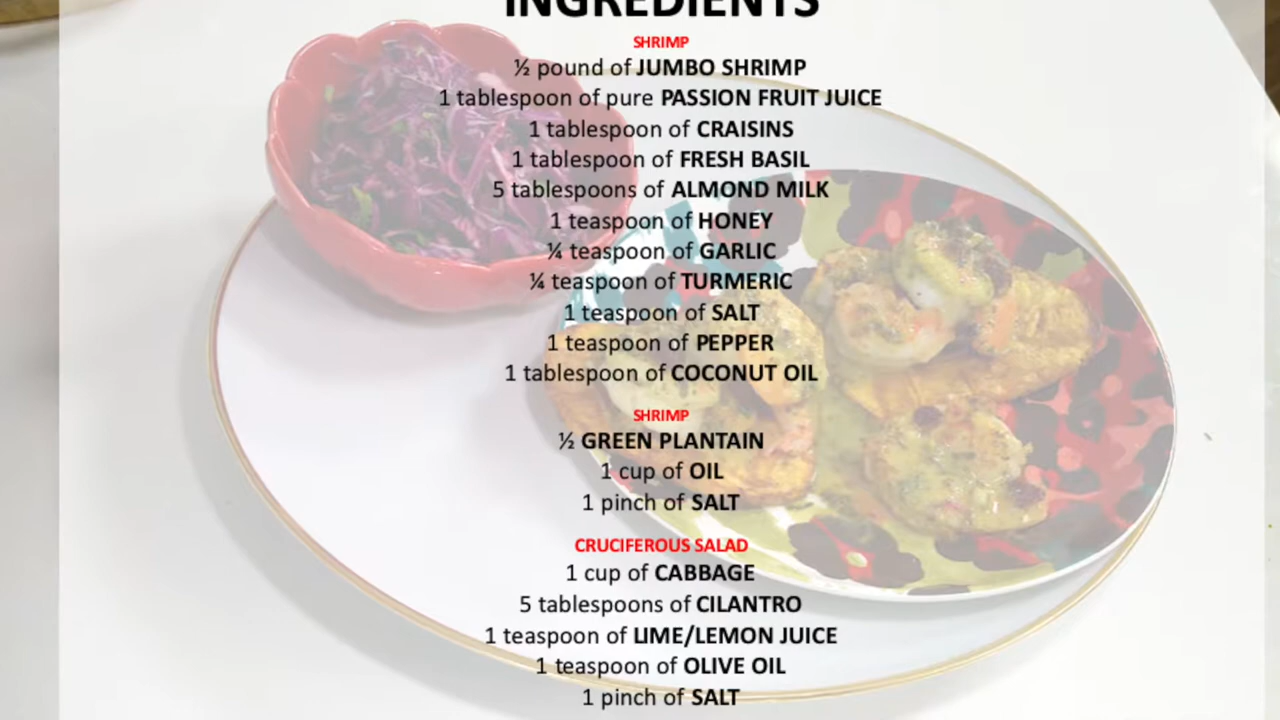 INGREDIENTS
SHRIMP
½ pound of JUMBO SHRIMP
1 tablespoon of pure PASSION FRUIT JUICE
1 tablespoon of CRAISINS
1 tablespoon of FRESH BASIL
5 tablespoons of ALMOND MILK
1 teaspoon of HONEY
¼ teaspoon of GARLIC
¼ teaspoon of TURMERIC
1 teaspoon of SALT
1 teaspoon of PEPPER
1 tablespoon of COCONUT OIL
SHRIMP
½ GREEN PLANTAIN
1 cup of OIL
1 pinch of SALT
CRUCIFEROUS SALAD
1 cup of CABBAGE
5 tablespoons of CILANTRO
1 teaspoon of LIME/LEMON JUICE
1 teaspoon of OLIVE OIL
1 pinch of SALT